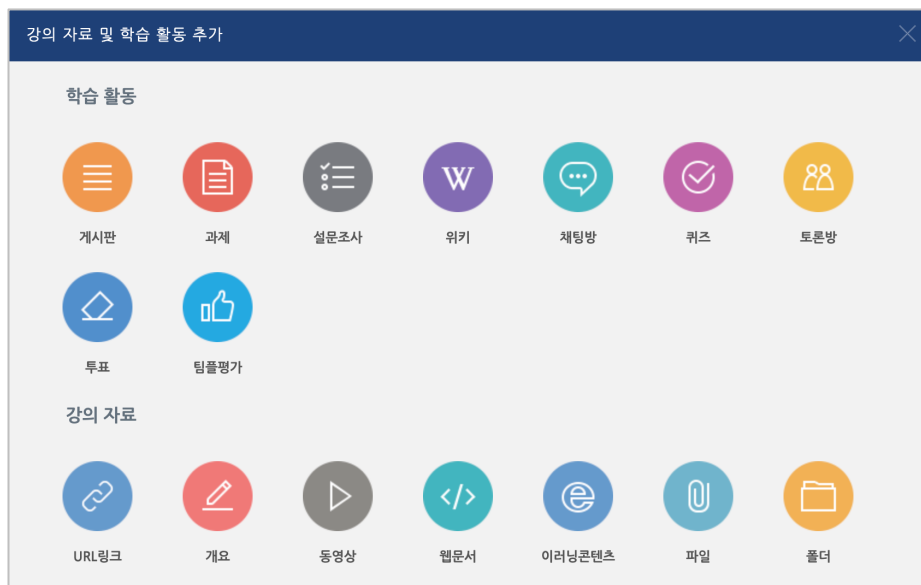 강의 자료 및 학습 활동 추가
학습 활동
게시판 과제 설문조사 위키 채팅방 퀴즈 토론방
투표 팀플평가
강의 자료
URL링크 개요 동영상 웹문서 이러닝콘텐츠 파일 폴더